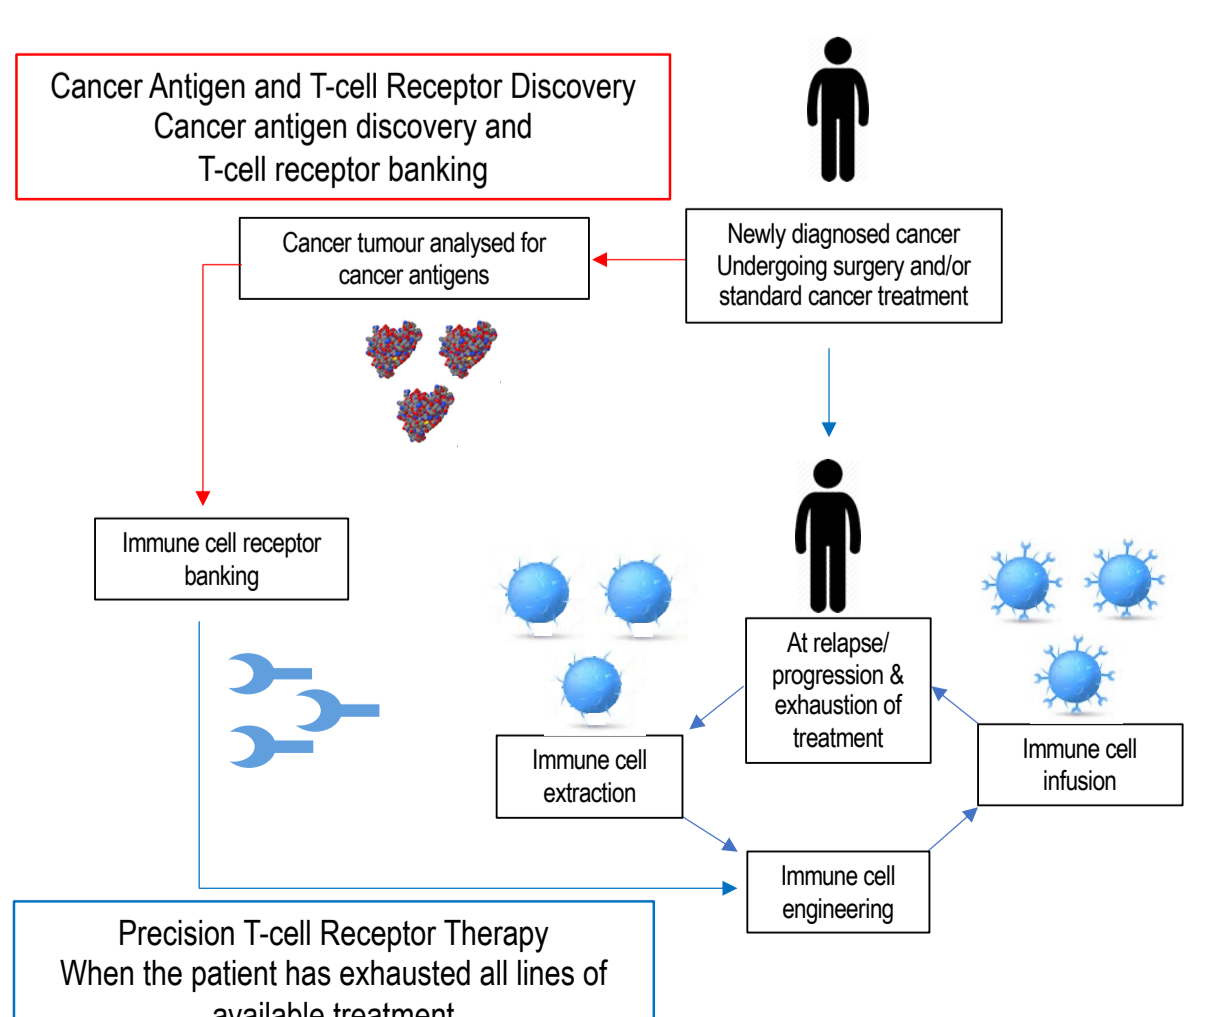 Cancer Antigen and T-cell Receptor Discovery
Cancer antigen discovery and
T-cell receptor banking
Cancer tumour analysed for
cancer antigens
Newly diagnosed cancer
Undergoing surgery and/or
standard cancer treatment
Immune cell receptor
banking
At relapse/
progression &
exhaustion of
treatment
Immune cell
extraction
Immune cell
infusion
Immune cell
engineering
Precision T-cell Receptor Therapy
When the patient has exhausted all lines of
available treatment